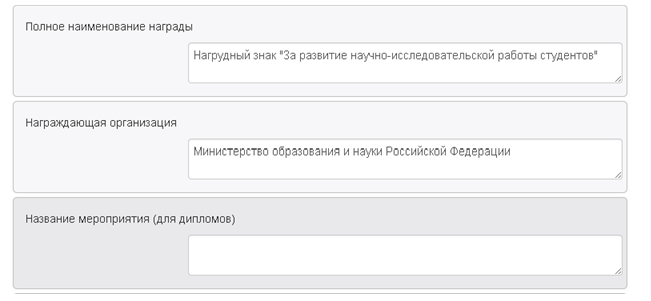 Полное наименование награды
Нагрудный знак "За развитие научно-исследовательской работы студентов"
Награждающая организация
Министерство образования и науки Российской Федерации
Название мероприятия (для дипломов)